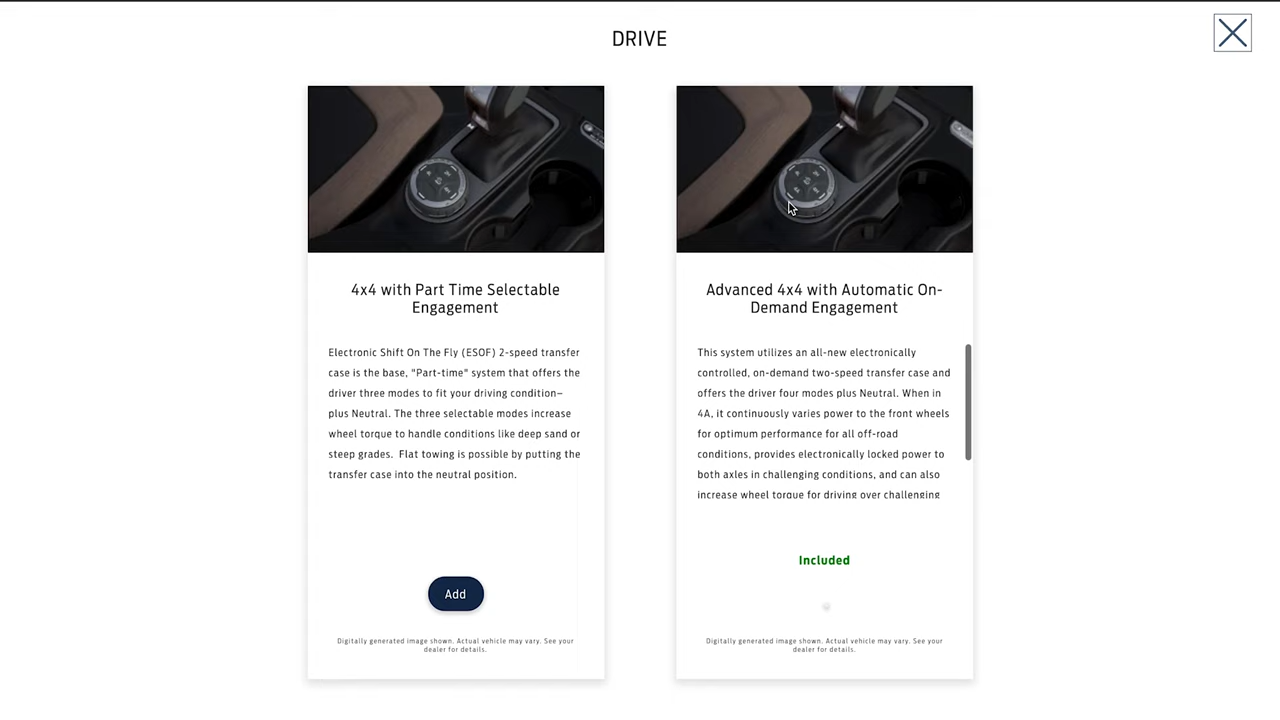 DRIVE
4x4 with Part Time Selectable
Engagement
Electronic Shift On The Fly (ESOF) 2-speed transfer
case is the base, "Part-time" system that offers the
driver three modes to fit your driving condition–
plus Neutral. The three selectable modes increase
wheel torque to handle conditions like deep sand or
steep grades. Flat towing is possible by putting the
transfer case into the neutral position.
Add
Digitally generated image shown. Actual vehicle may vary. See your
dealer for details.
Advanced 4x4 with Automatic On-
Demand Engagement
This system utilizes an all-new electronically
controlled, on-demand two-speed transfer case and
offers the driver four modes plus Neutral. When in
4A, it continuously varies power to the front wheels
for optimum performance for all off-road
conditions, provides electronically locked power to
both axles in challenging conditions, and can also
increase wheel torque for driving over challenging
Included
Digitally generated image shown. Actual vehicle may vary. See your
dealer for details.